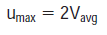 umax = 2Vavg